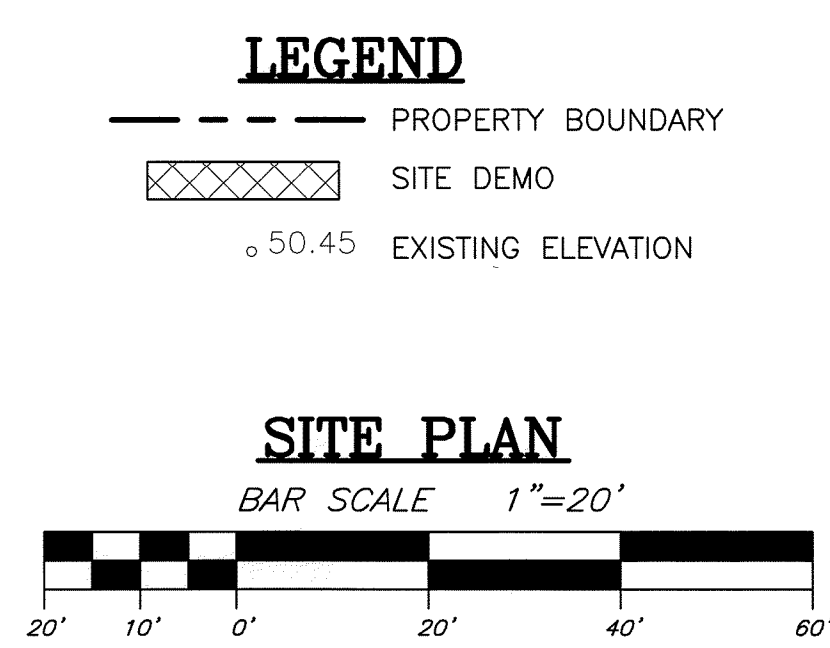 LEGEND
PROPERTY BOUNDARY
SITE DEMO
50.45 EXISTING ELEVATION
SITE PLAN
BAR SCALE 1"=20'
20' 10' 0' 20' 40' 60'